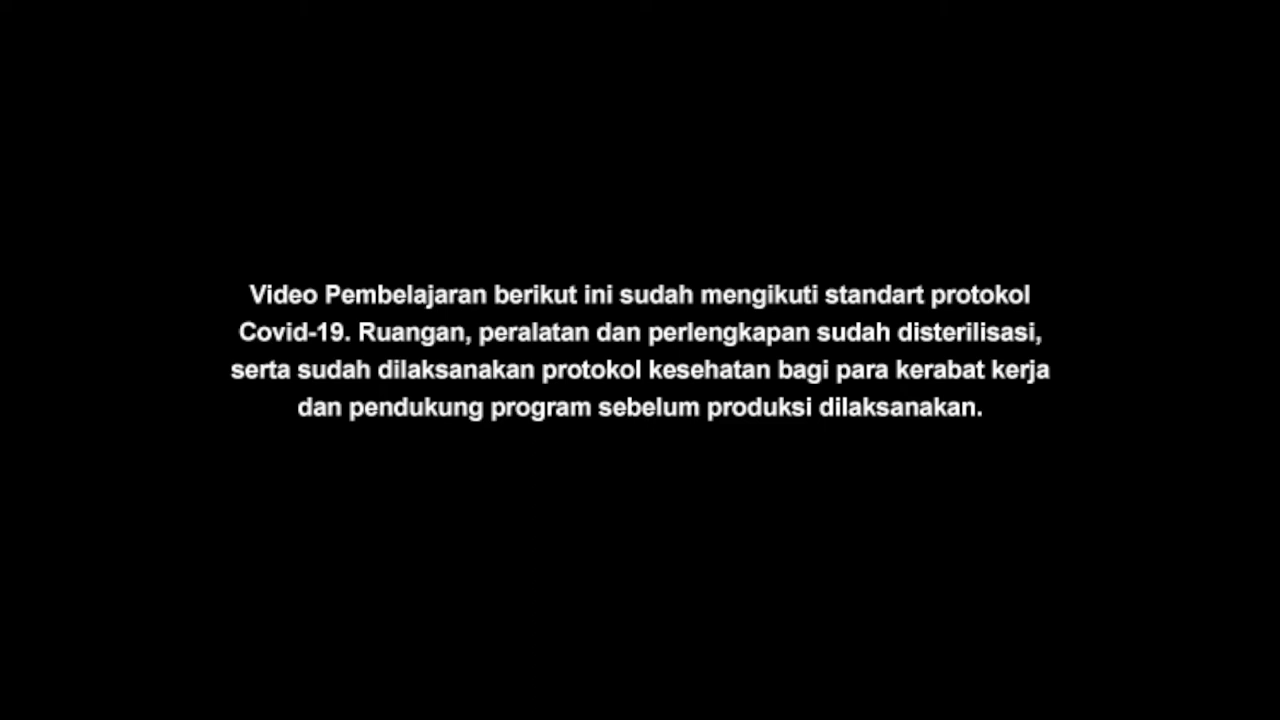 Video Pembelajaran berikut ini sudah mengikuti standart protokol
Covid-19. Ruangan, peralatan dan perlengkapan sudah disterilisasi,
serta sudah dilaksanakan protokol kesehatan bagi para kerabat kerja
dan pendukung program sebelum produksi dilaksanakan.